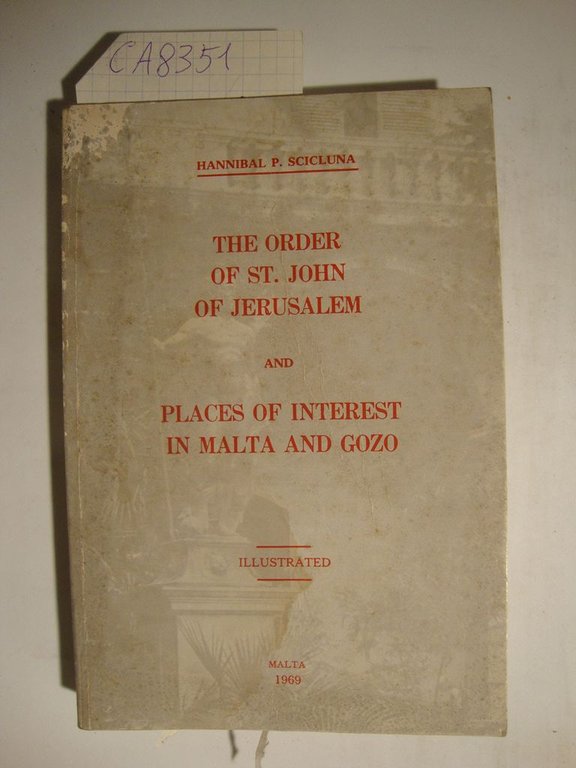 CA8351
HANNIBAL P. SCICLUNA
THE ORDER
OF ST. JOHN
OF JERUSALEM
AND
PLACES OF INTEREST
IN MALTA AND GOZO
ILLUSTRATED
MALTA
1969